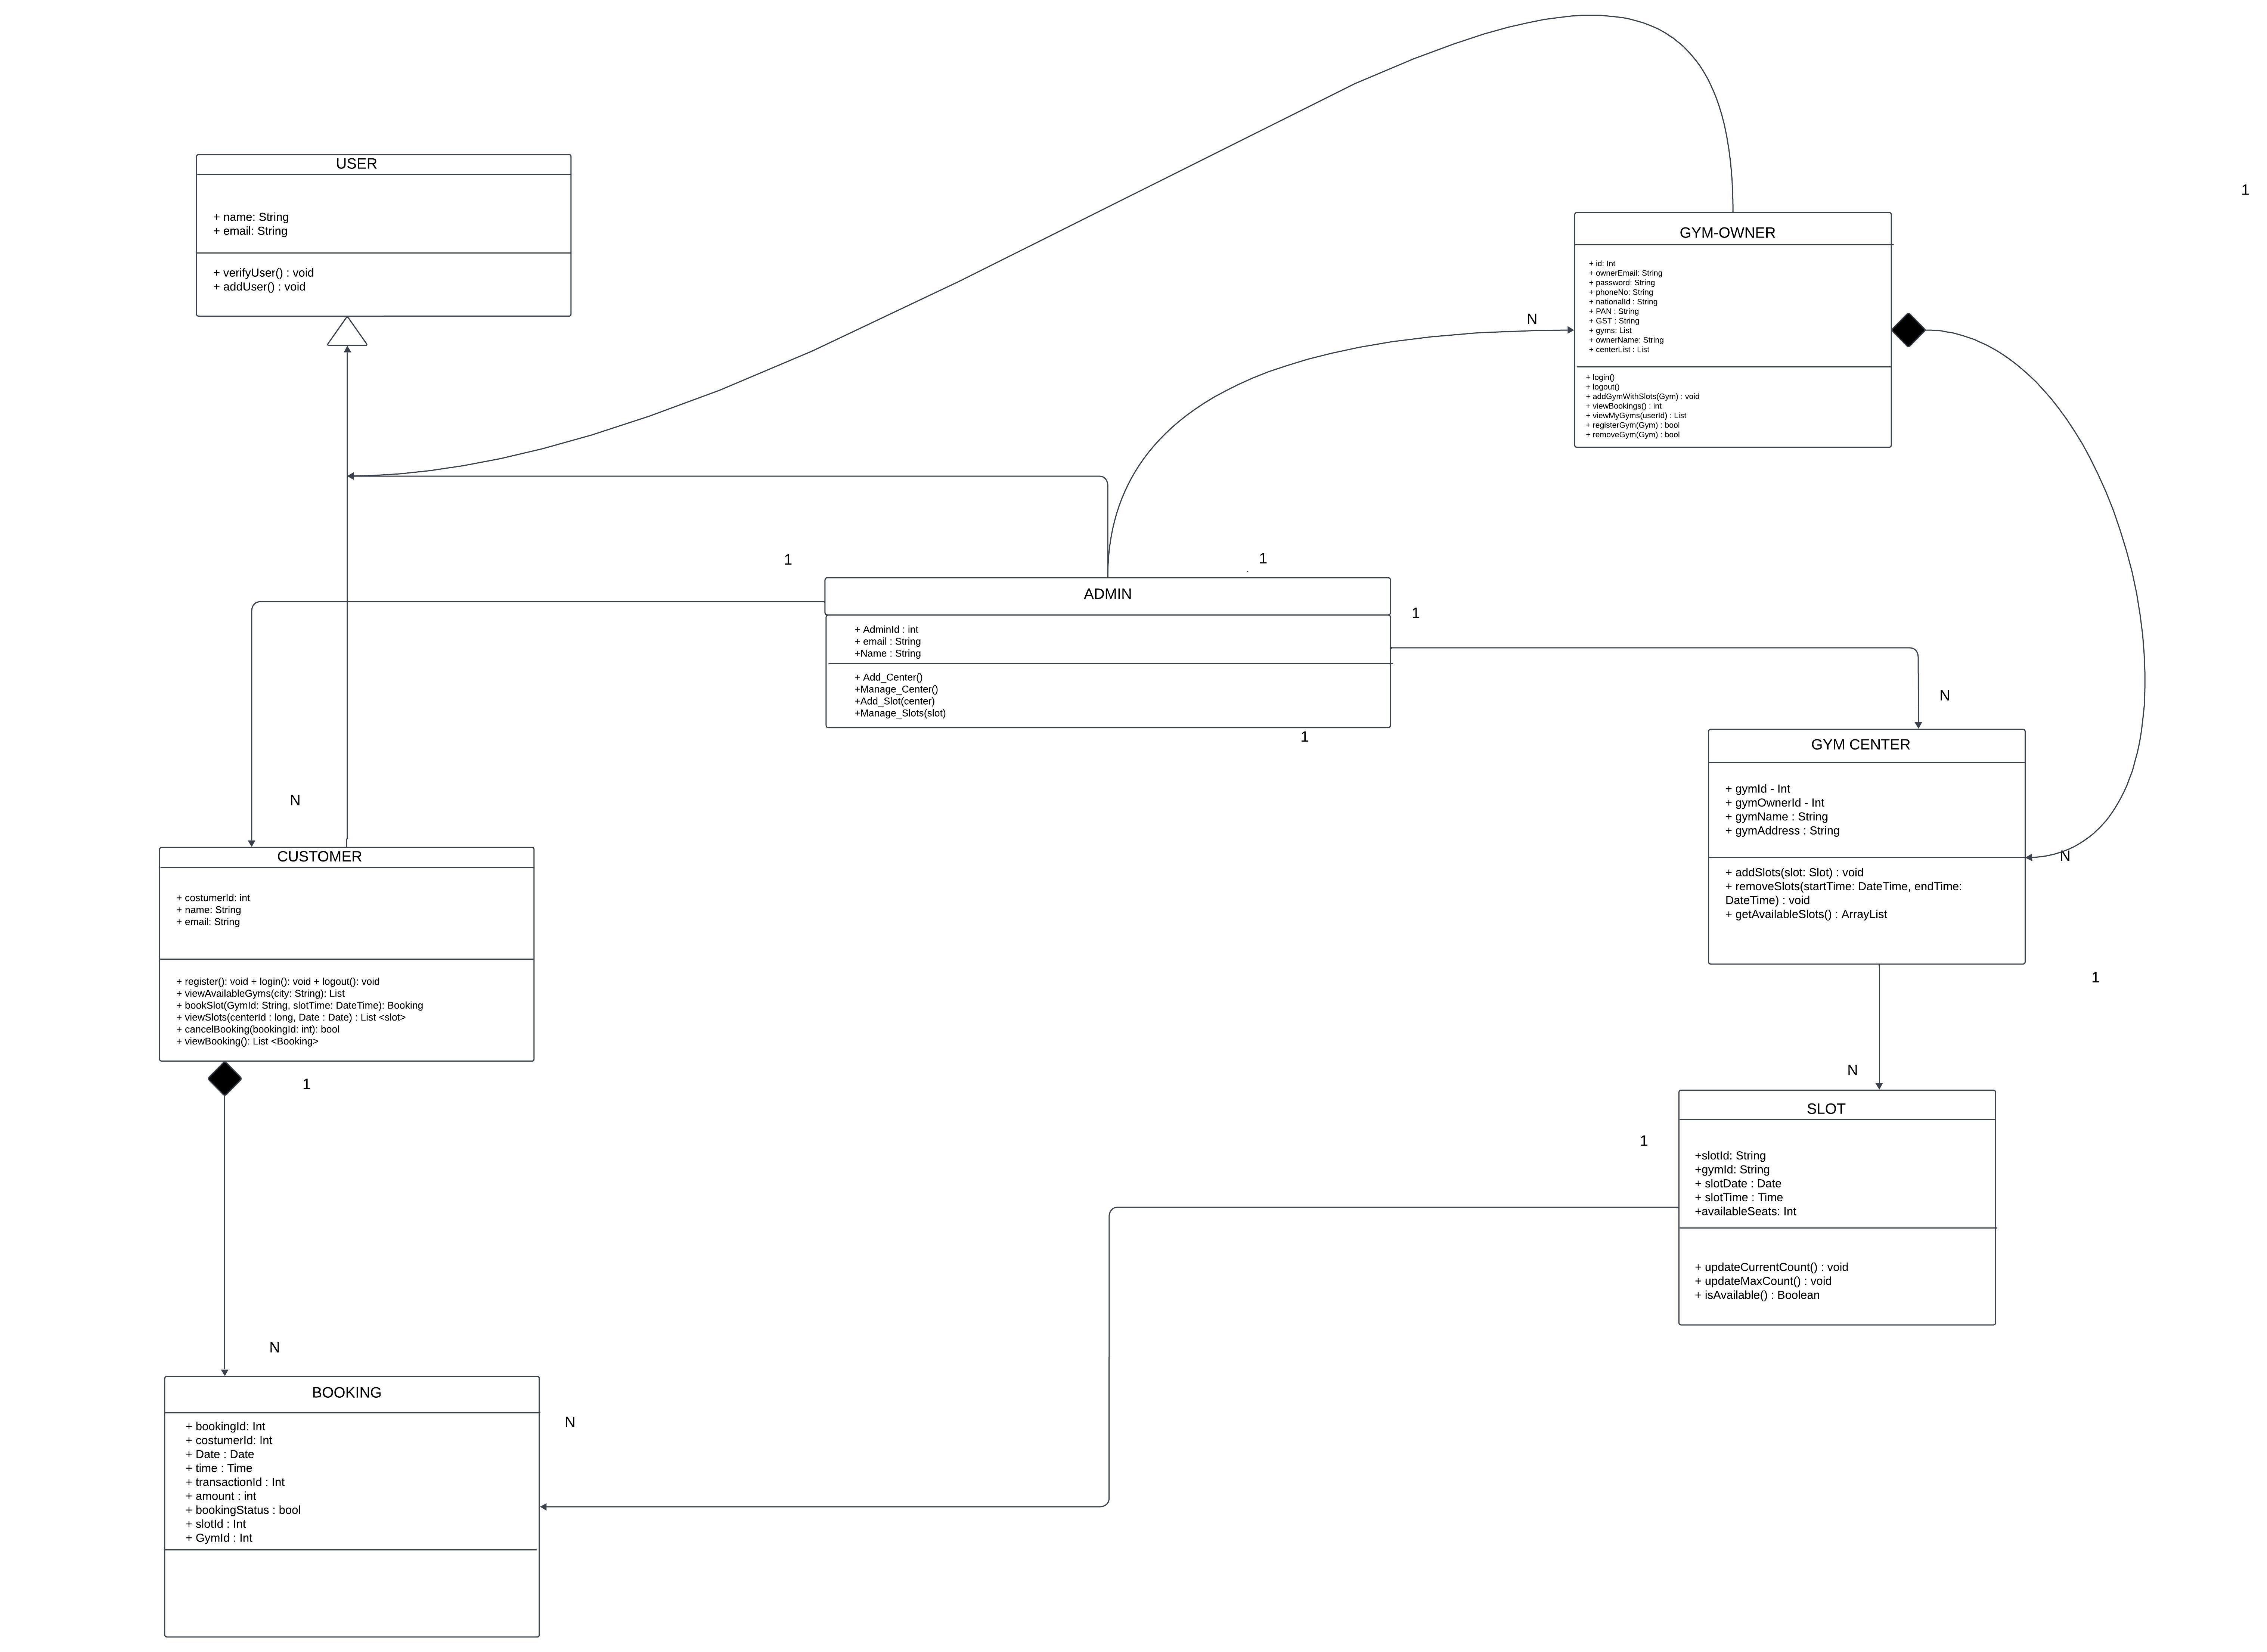 USER
+ name: String
+ email: String
+ verifyUser() : void
+ addUser() : void
1
GYM-OWNER
+ id: Int
+ ownerEmail: String
+ password: String
+ phoneNo: String
+ nationalId : String
+ PAN : String
+ GST : String
+ gyms: List
+ ownerName: String
+ centerList : List
+ login()
+ logout()
+ addGymWithSlots(Gym) : void
+ viewBookings() : int
+ viewMyGyms(userId) : List
+ registerGym(Gym) : bool
+ removeGym(Gym) : bool
N
1
1
.
ADMIN
+ AdminId : int
+ email : String
+Name : String
+ Add_Center()
+Manage_Center()
+Add_Slot(center)
+Manage_Slots(slot)
1
N
1
GYM CENTER
+ gymId - Int
+ gymOwnerId - Int
+ gymName : String
+ gymAddress : String
+ addSlots(slot: Slot) : void
+ removeSlots(startTime: DateTime, endTime:
DateTime) : void
+ getAvailableSlots() : ArrayList
N
N
CUSTOMER
+ costumerId: int
+ name: String
+ email: String
+ register(): void + login(): void + logout(): void
+ viewAvailableGyms(city: String): List
+ bookSlot(GymId: String, slotTime: DateTime): Booking
+ viewSlots(centerId : long, Date : Date) : List <slot>
+ cancelBooking(bookingId: int): bool
+ viewBooking(): List <Booking>
1
1
N
SLOT
+slotId: String
+gymId: String
+ slotDate : Date
+ slotTime : Time
+availableSeats: Int
+ updateCurrentCount() : void
+ updateMaxCount() : void
+ isAvailable() : Boolean
1
N
BOOKING
+ bookingId: Int
+ costumerId: Int
+ Date : Date
+ time : Time
+ transactionId : Int
+ amount : int
+ bookingStatus : bool
+ slotId : Int
+ GymId : Int
N